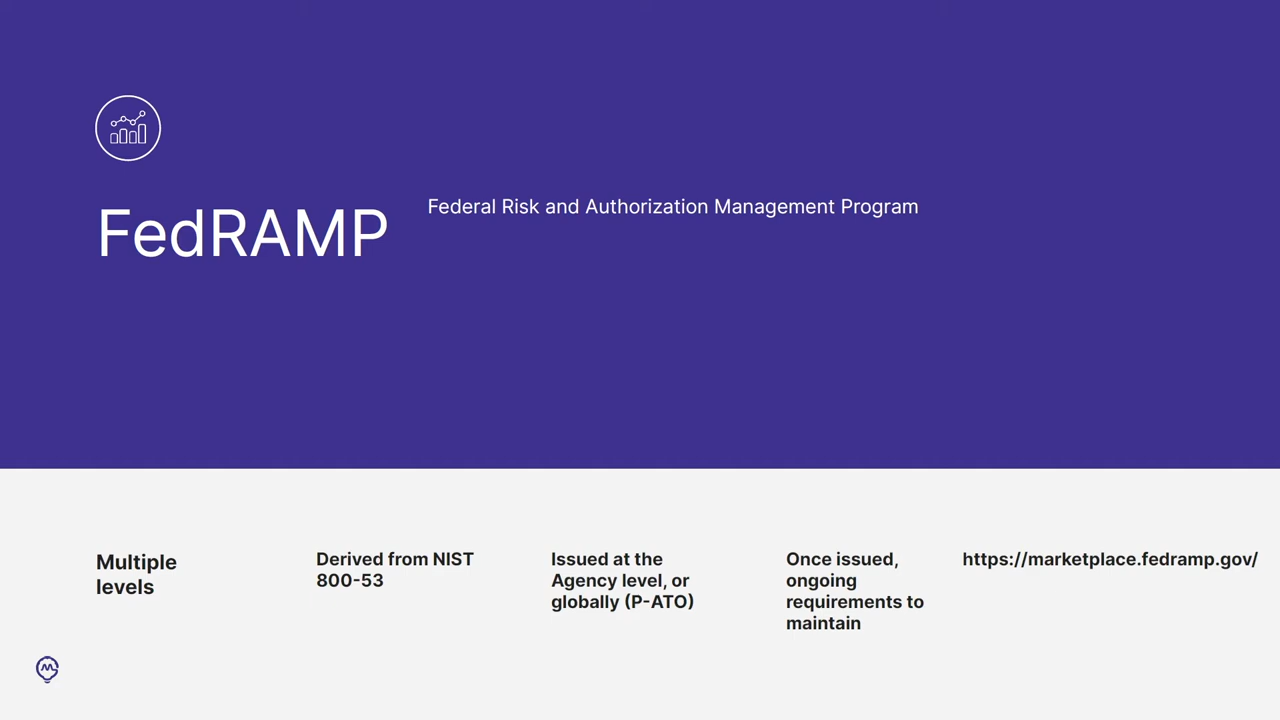 FedRAMP
Federal Risk and Authorization Management Program
Multiple
levels
Derived from NIST
800-53
Issued at the
Agency level, or
globally (P-ATO)
Once issued,
ongoing
requirements to
maintain
https://marketplace.fedramp.gov/